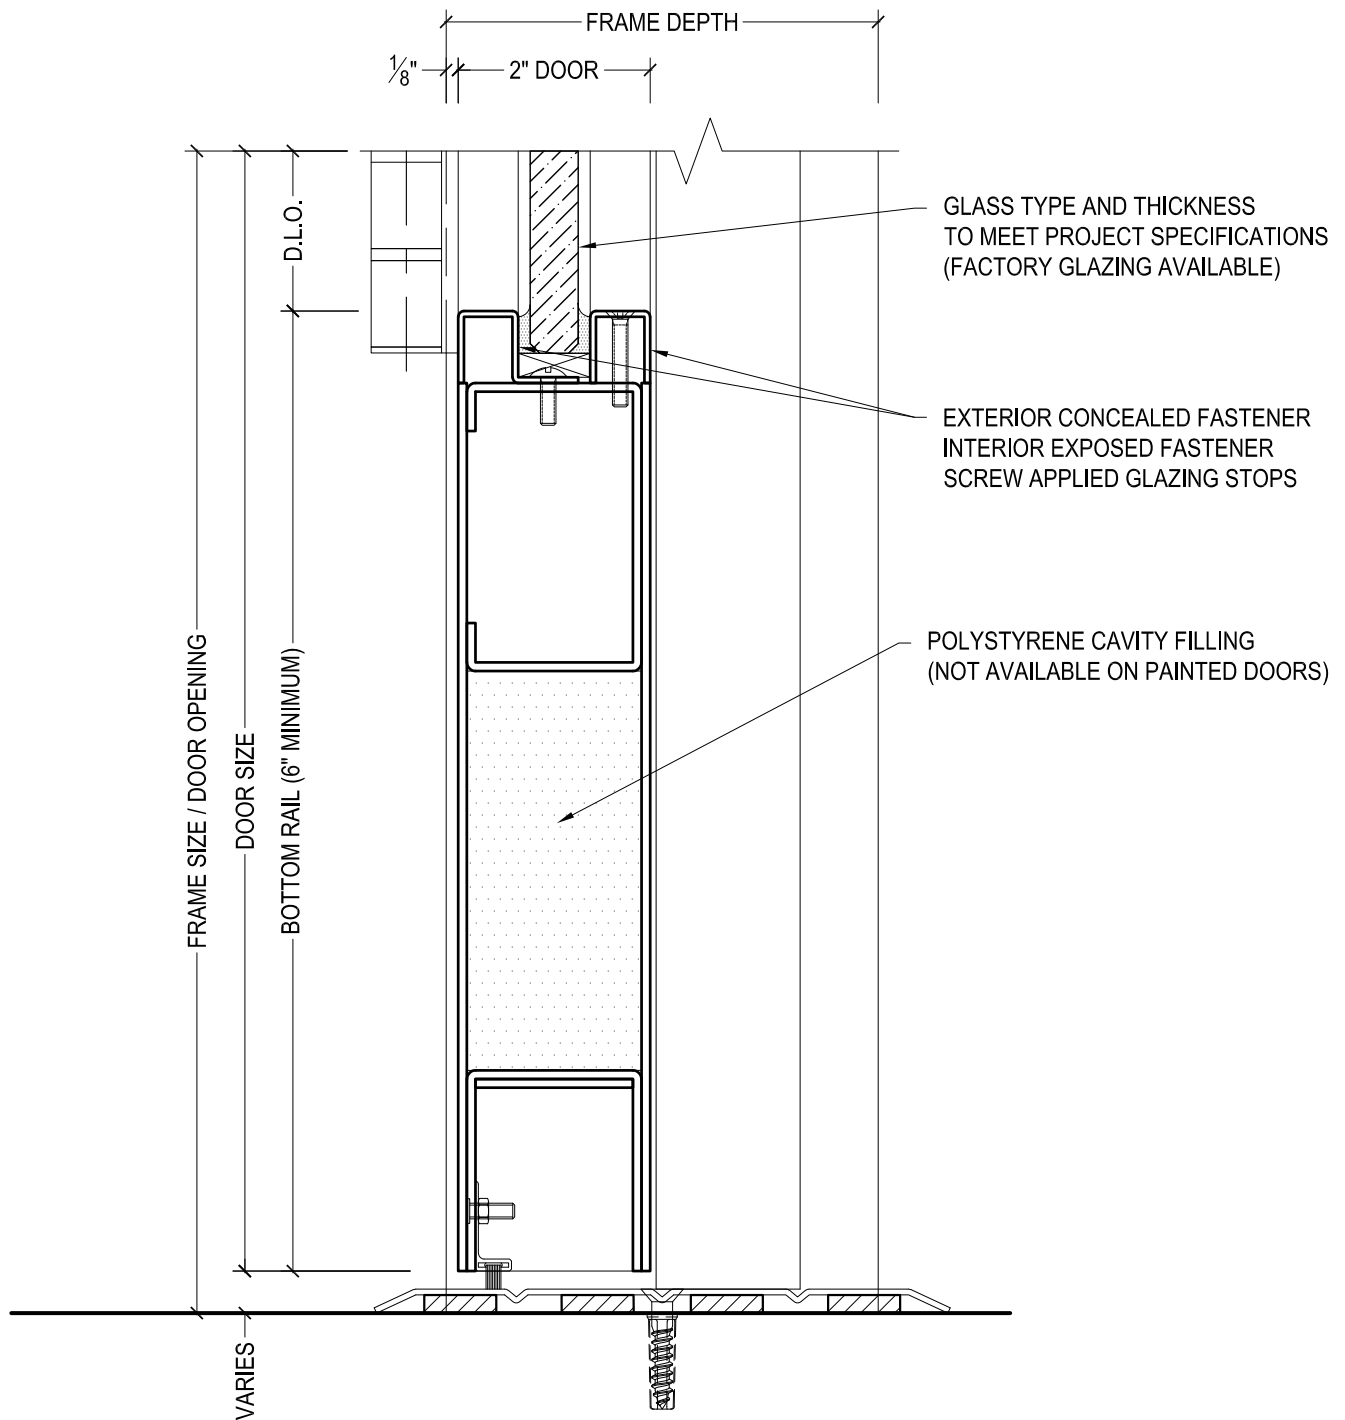 FRAME DEPTH
1/8"
2" DOOR
D.L.O.
GLASS TYPE AND THICKNESS
TO MEET PROJECT SPECIFICATIONS
(FACTORY GLAZING AVAILABLE)
EXTERIOR CONCEALED FASTENER
INTERIOR EXPOSED FASTENER
SCREW APPLIED GLAZING STOPS
POLYSTYRENE CAVITY FILLING
(NOT AVAILABLE ON PAINTED DOORS)
FRAME SIZE / DOOR OPENING
DOOR SIZE
BOTTOM RAIL (6" MINIMUM)
VARIES